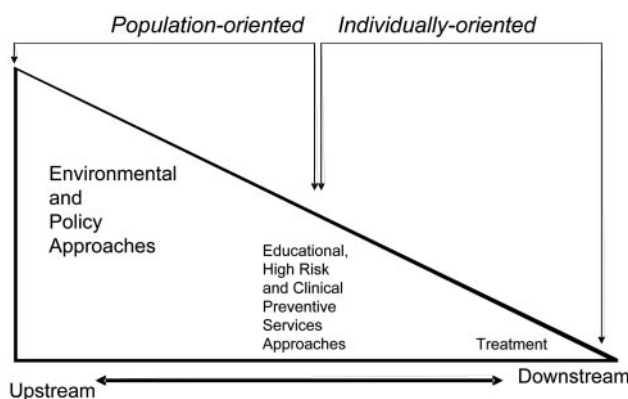 Population-oriented Individually-oriented
Environmental
and
Policy
Approaches
Educational,
High Risk
and Clinical
Preventive
Services
Approaches
Treatment
Upstream
Downstream